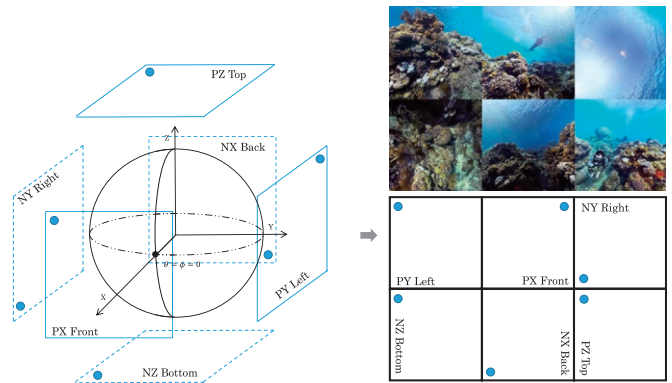 PZ Top
Z
NX Back
NY Right
Y
θ = ϕ = 0
X
PY Left
PX Front
NZ Bottom
NY Right
PY Left
PX Front
NZ Bottom
NX Back
PZ Top